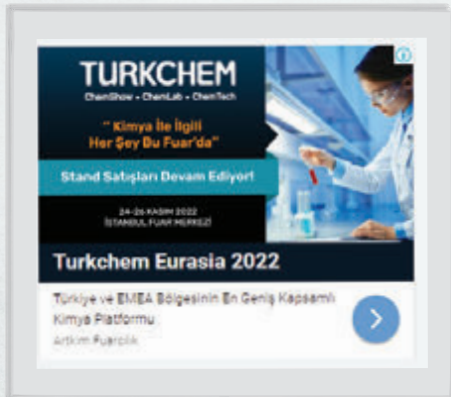 TURKCHEM
ChemShow - ChemLab - ChemTech
" Kimya İle İlgili
Her Şey Bu Fuar'da"
Stand Satışları Devam Ediyor!
24-26 KASIM 2022
İSTANBUL FUAR MERKEZİ
Turkchem Eurasia 2022
Türkiye ve EMEA Bölgesinin En Geniş Kapsamlı
Kimya Platformu
Artkim Fuarcılık